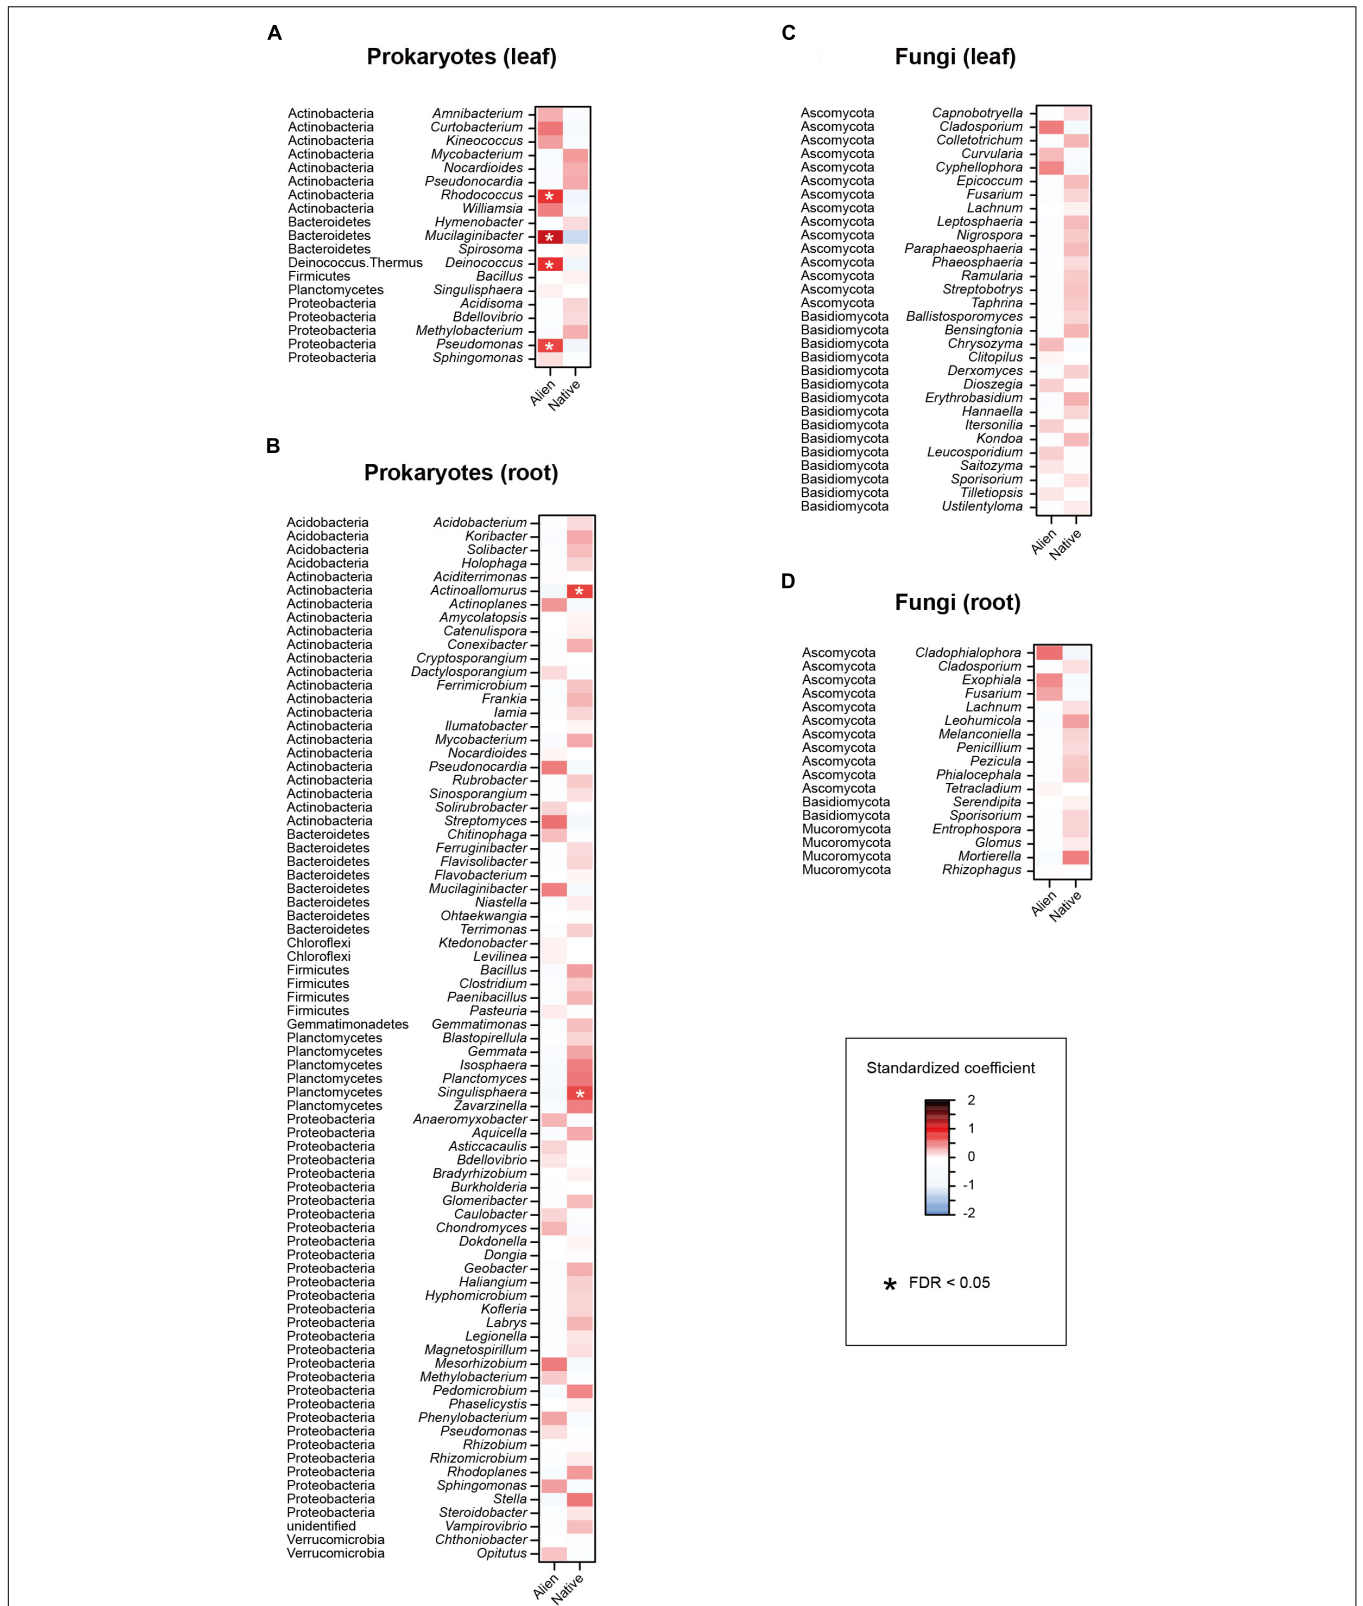 A
Prokaryotes (leaf)
Actinobacteria Amnibacterium
Actinobacteria Curtobacterium
Actinobacteria Kineococcus
Actinobacteria Mycobacterium
Actinobacteria Nocardioides
Actinobacteria Pseudonocardia
Actinobacteria Rhodococcus *
Actinobacteria Williamsia
Bacteroidetes Hymenobacter
Bacteroidetes Mucilaginibacter *
Bacteroidetes Spirosoma
Deinococcus.Thermus Deinococcus *
Firmicutes Bacillus
Planctomycetes Singulisphaera
Proteobacteria Acidisoma
Proteobacteria Bdellovibrio
Proteobacteria Methylobacterium
Proteobacteria Pseudomonas *
Proteobacteria Sphingomonas
Alien Native
B
Prokaryotes (root)
Acidobacteria Acidobacterium
Acidobacteria Koribacter
Acidobacteria Solibacter
Acidobacteria Holophaga
Actinobacteria Aciditerrimonas
Actinobacteria Actinoallomurus *
Actinobacteria Actinoplanes
Actinobacteria Amycolatopsis
Actinobacteria Catenulispora
Actinobacteria Conexibacter
Actinobacteria Cryptosporangium
Actinobacteria Dactylosporangium
Actinobacteria Ferrimicrobium
Actinobacteria Frankia
Actinobacteria Iamia
Actinobacteria Ilumatobacter
Actinobacteria Mycobacterium
Actinobacteria Nocardioides
Actinobacteria Pseudonocardia
Actinobacteria Rubrobacter
Actinobacteria Sinosporangium
Actinobacteria Solirubrobacter
Actinobacteria Streptomyces
Bacteroidetes Chitinophaga
Bacteroidetes Ferruginibacter
Bacteroidetes Flavisolibacter
Bacteroidetes Flavobacterium
Bacteroidetes Mucilaginibacter
Bacteroidetes Niastella
Bacteroidetes Ohtaekwangia
Bacteroidetes Terrimonas
Chloroflexi Ktedonobacter
Chloroflexi Levilinea
Firmicutes Bacillus
Firmicutes Clostridium
Firmicutes Paenibacillus
Firmicutes Pasteuria
Gemmatimonadetes Gemmatimonas
Planctomycetes Blastopirellula
Planctomycetes Gemmata
Planctomycetes Isosphaera
Planctomycetes Planctomyces
Planctomycetes Singulisphaera *
Planctomycetes Zavarzinella
Proteobacteria Anaeromyxobacter
Proteobacteria Aquicella
Proteobacteria Asticcacaulis
Proteobacteria Bdellovibrio
Proteobacteria Bradyrhizobium
Proteobacteria Burkholderia
Proteobacteria Glomeribacter
Proteobacteria Caulobacter
Proteobacteria Chondromyces
Proteobacteria Dokdonella
Proteobacteria Dongia
Proteobacteria Geobacter
Proteobacteria Haliangium
Proteobacteria Hyphomicrobium
Proteobacteria Kofleria
Proteobacteria Labrys
Proteobacteria Legionella
Proteobacteria Magnetospirillum
Proteobacteria Mesorhizobium
Proteobacteria Methylobacterium
Proteobacteria Pedomicrobium
Proteobacteria Phaselicystis
Proteobacteria Phenylobacterium
Proteobacteria Pseudomonas
Proteobacteria Rhizobium
Proteobacteria Rhizomicrobium
Proteobacteria Rhodoplanes
Proteobacteria Sphingomonas
Proteobacteria Stella
Proteobacteria Steroidobacter
unidentified Vampirovibrio
Verrucomicrobia Chthoniobacter
Verrucomicrobia Opitutus
Alien Native
C
Fungi (leaf)
Ascomycota Capnobotryella
Ascomycota Cladosporium
Ascomycota Colletotrichum
Ascomycota Curvularia
Ascomycota Cyphellophora
Ascomycota Epicoccum
Ascomycota Fusarium
Ascomycota Lachnum
Ascomycota Leptosphaeria
Ascomycota Nigrospora
Ascomycota Paraphaeosphaeria
Ascomycota Phaeosphaeria
Ascomycota Ramularia
Ascomycota Streptobotrys
Ascomycota Taphrina
Basidiomycota Ballistosporomyces
Basidiomycota Bensingtonia
Basidiomycota Chrysozyma
Basidiomycota Clitopilus
Basidiomycota Derxomyces
Basidiomycota Dioszegia
Basidiomycota Erythrobasidium
Basidiomycota Hannaella
Basidiomycota Itersonilia
Basidiomycota Kondoa
Basidiomycota Leucosporidium
Basidiomycota Saitozyma
Basidiomycota Sporisorium
Basidiomycota Tilletiopsis
Basidiomycota Ustilentyloma
Alien Native
D
Fungi (root)
Ascomycota Cladophialophora
Ascomycota Cladosporium
Ascomycota Exophiala
Ascomycota Fusarium
Ascomycota Lachnum
Ascomycota Leohumicola
Ascomycota Melanconiella
Ascomycota Penicillium
Ascomycota Pezicula
Ascomycota Phialocephala
Ascomycota Tetracladium
Basidiomycota Serendipita
Basidiomycota Sporisorium
Mucoromycota Entrophospora
Mucoromycota Glomus
Mucoromycota Mortierella
Mucoromycota Rhizophagus
Alien Native
Standardized coefficient
2
1
0
-1
-2
* FDR < 0.05